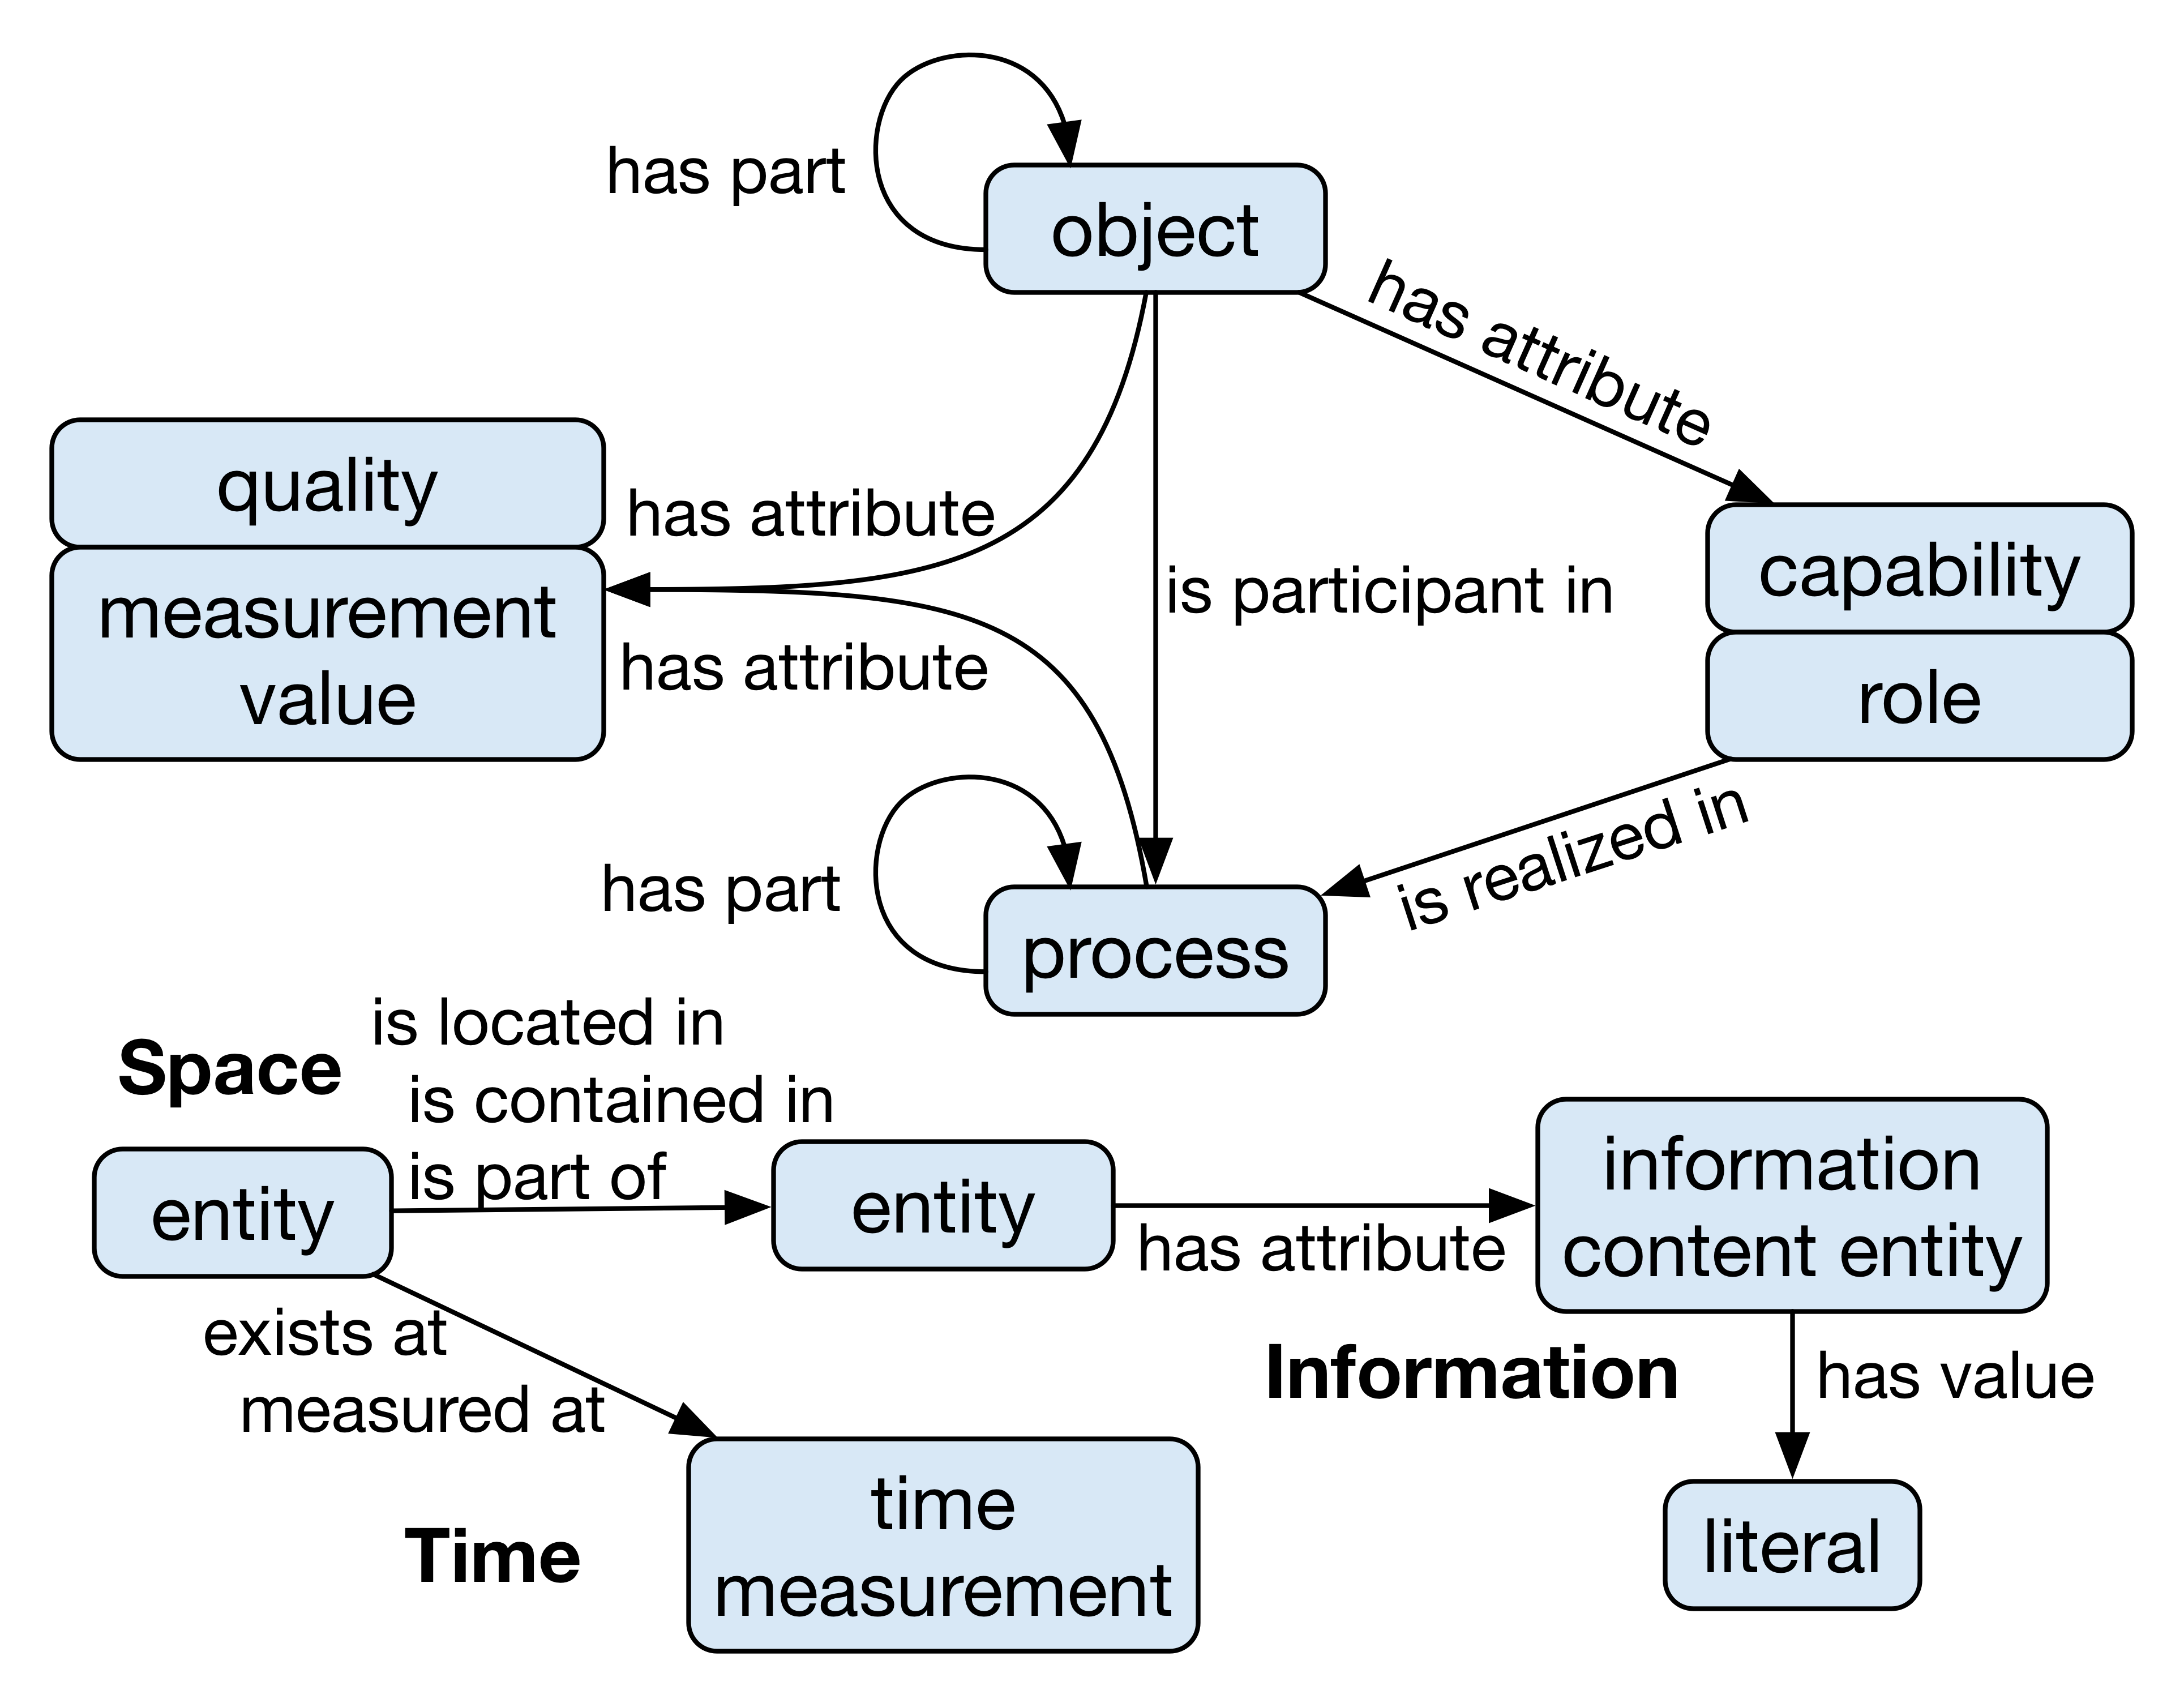 has part
object
has attribute
quality
has attribute
measurement
value
is participant in
capability
role
has attribute
is realized in
has part
process
Space
is located in
is contained in
is part of
entity
entity
has attribute
information
content entity
exists at
measured at
Information
has value
Time
time
measurement
literal